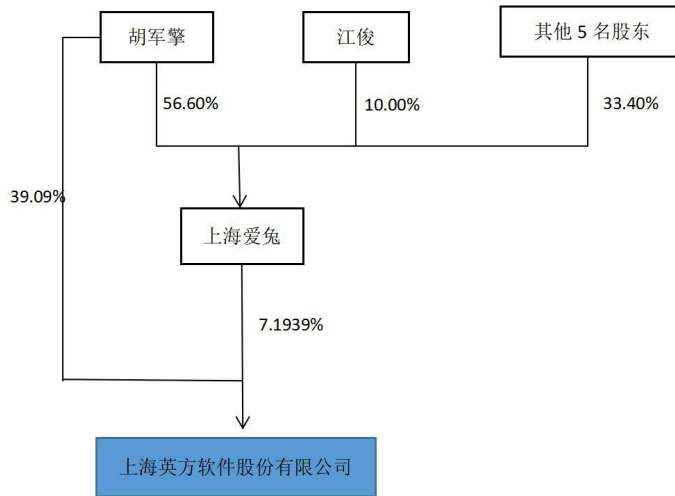 胡军擎
江俊
其他 5 名股东
56.60%
10.00%
33.40%
39.09%
上海爱兔
7.1939%
上海英方软件股份有限公司